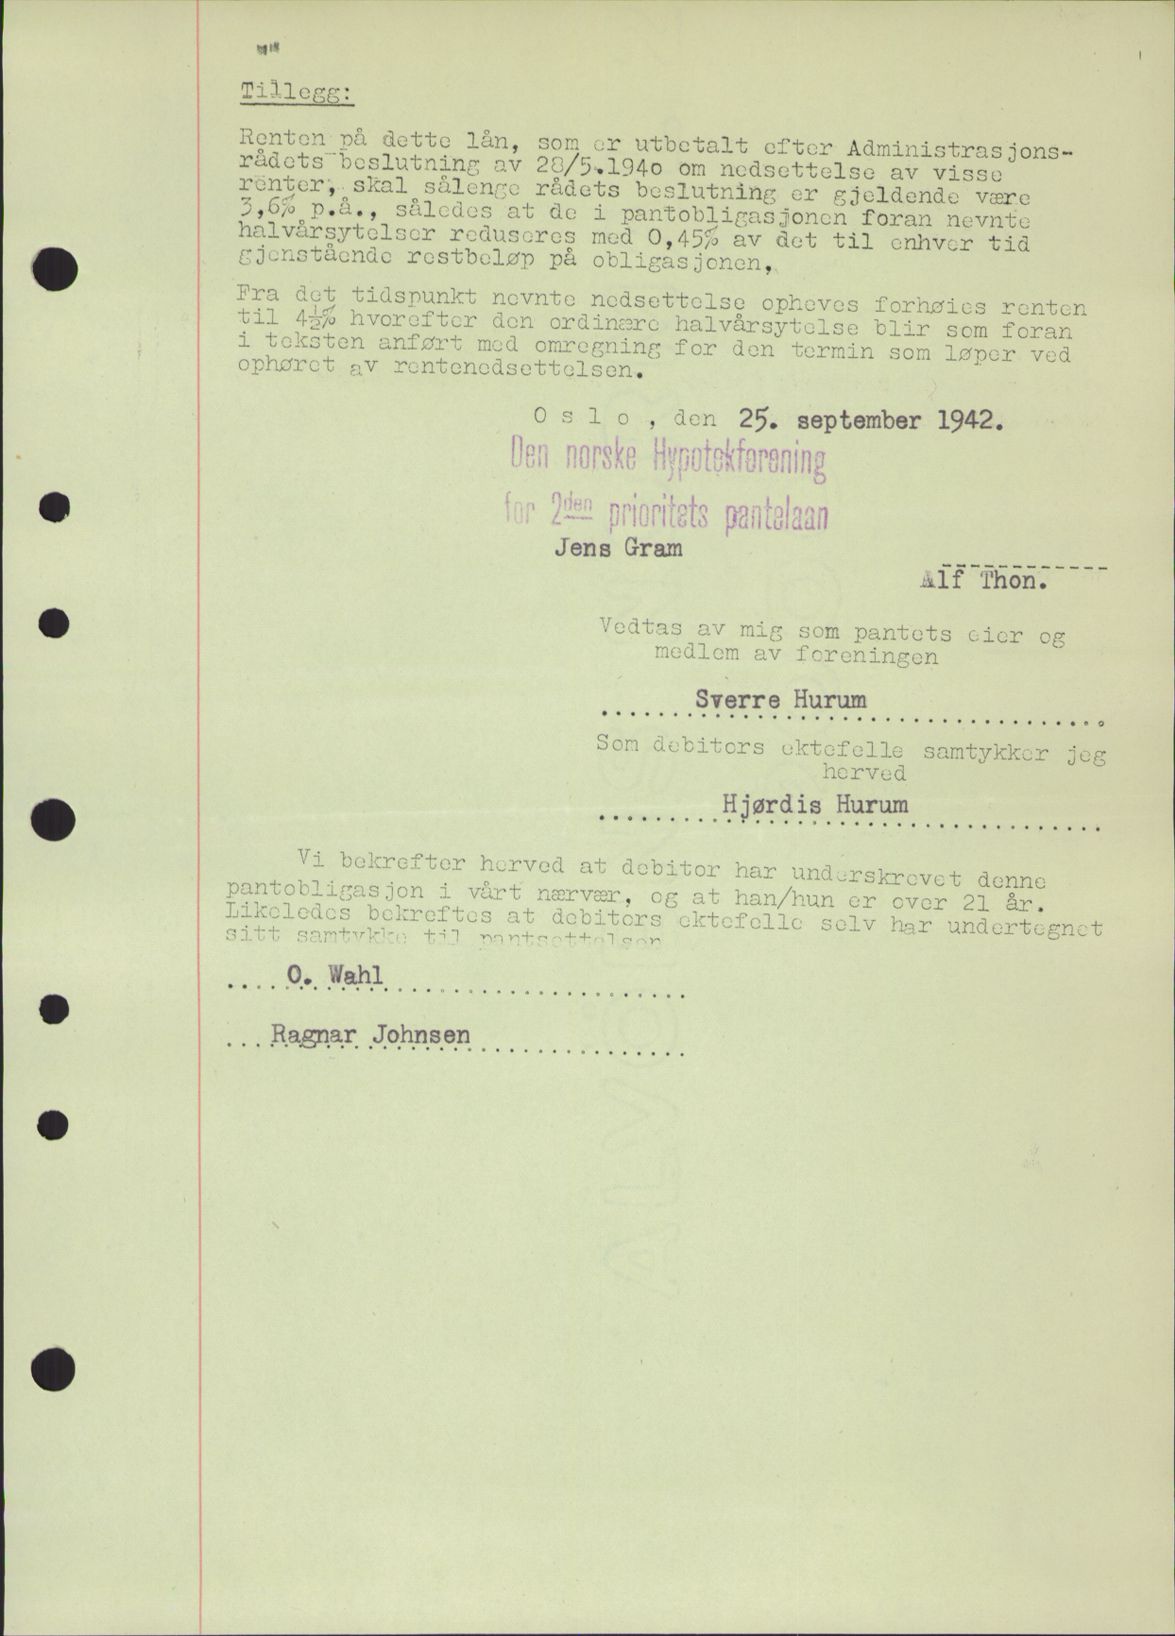 Tillegg:
Renten på dette lån, som er utbetalt efter Administrasjons-
rådets beslutning av 28/5.1940 om nedsettelse av visse
renter, skal sålenge rådets beslutning er gjeldende være
3,6% p.å., således at de i pantobligasjonen foran nevnte
halvårsytelser reduseres med 0,45% av det til enhver tid
gjenstående restbeløp på obligasjonen.
Fra det tidspunkt nevnte nedsettelse opheves forhøies renten
til 4½% hvorefter den ordinære halvårsytelse blir som foran
i teksten anført med omregning for den termin som løper ved
ophøret av rentenedsettelsen.
Oslo, den 25. september 1942.
Den norske Hypotekforening
for 2den prioritets pantelaan
Jens Gram
Alf Thon.
Vedtas av mig som pantets eier og
medlem av foreningen
Sverre Hurum
Som debitors ektefelle samtykker jeg
herved
Hjørdis Hurum
Vi bekrefter herved at debitor har underskrevet denne
pantobligasjon i vårt nærvær, og at han/hun er over 21 år.
Likeledes bekreftes at debitors ektefelle selv har undertegnet
sitt samtykke til pantsettelsen
O. Wahl
Ragnar Johnsen